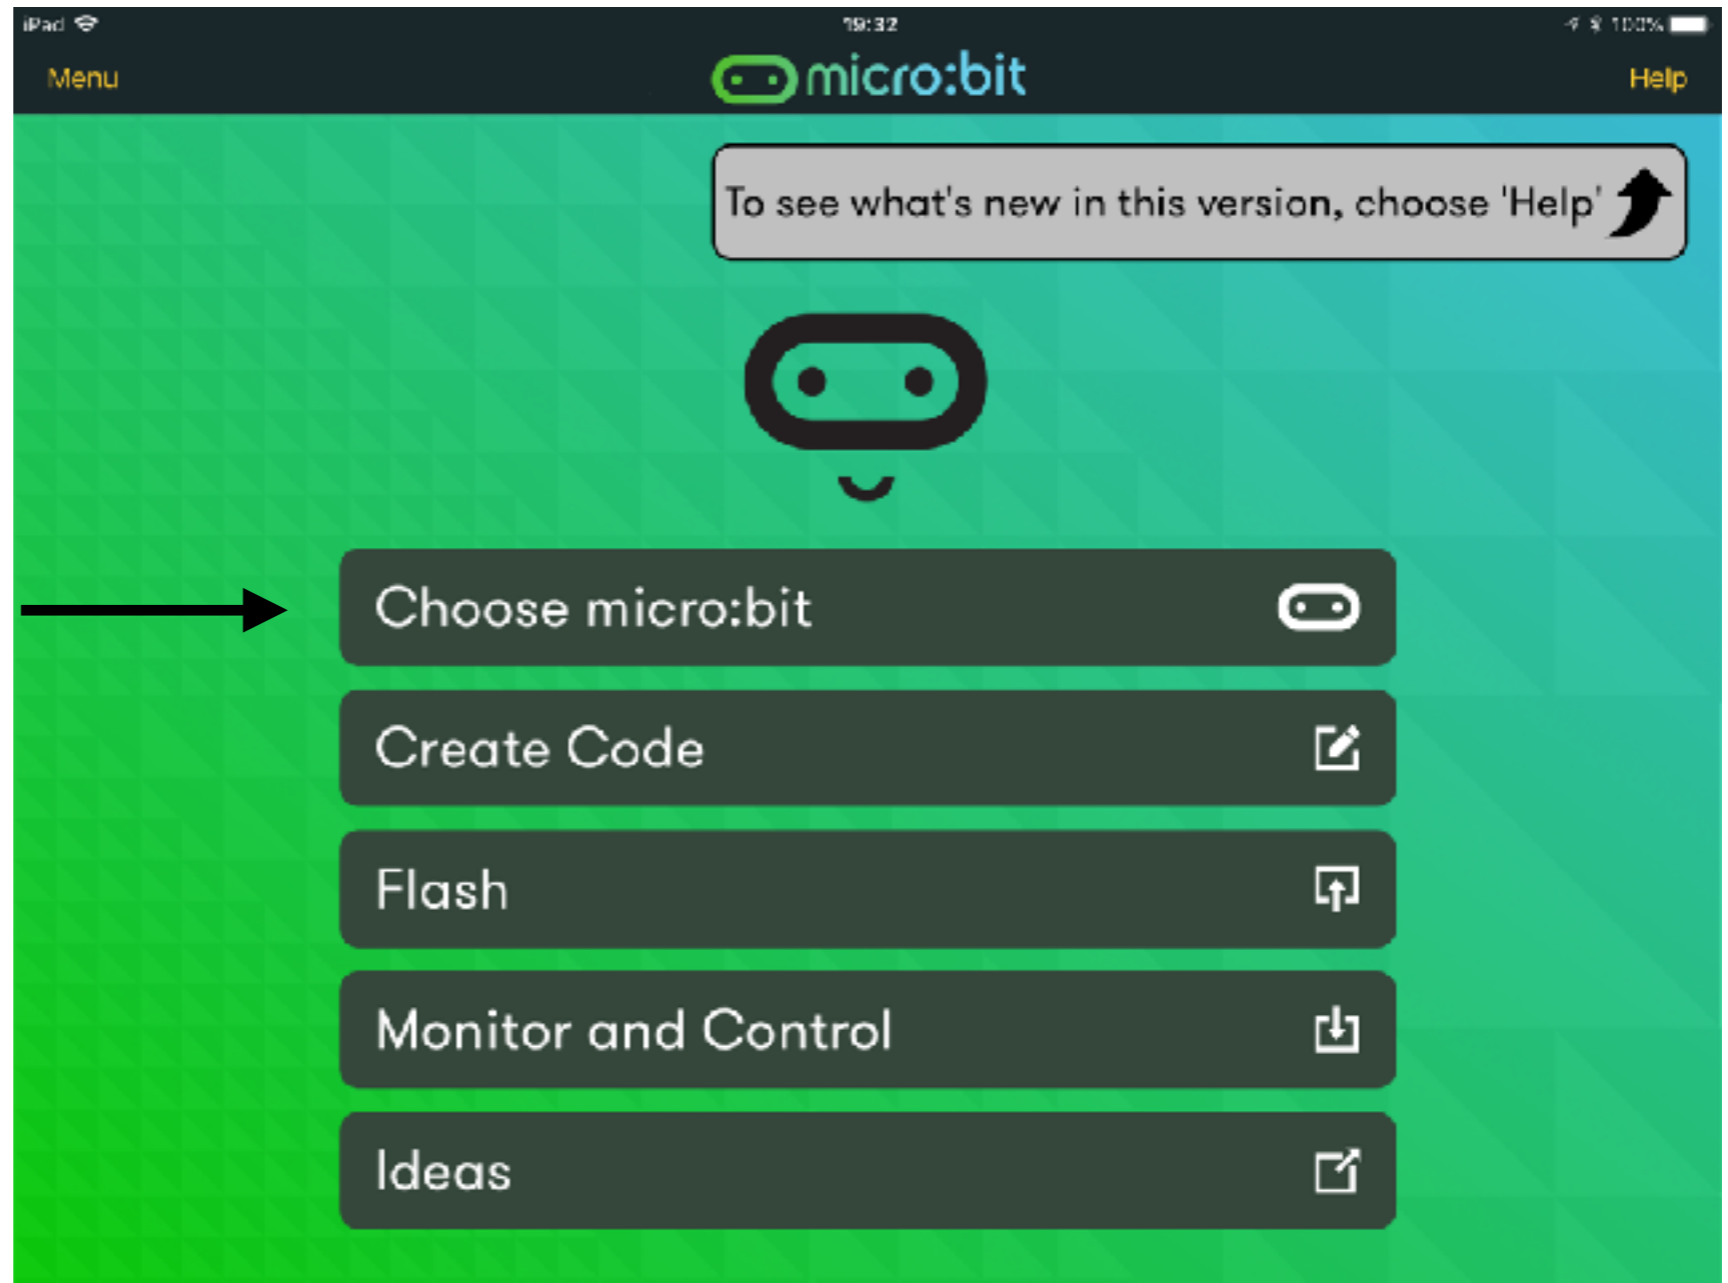 iPad 19:32 100%
Menu micro:bit Help
To see what's new in this version, choose 'Help'
Choose micro:bit
Create Code
Flash
Monitor and Control
Ideas